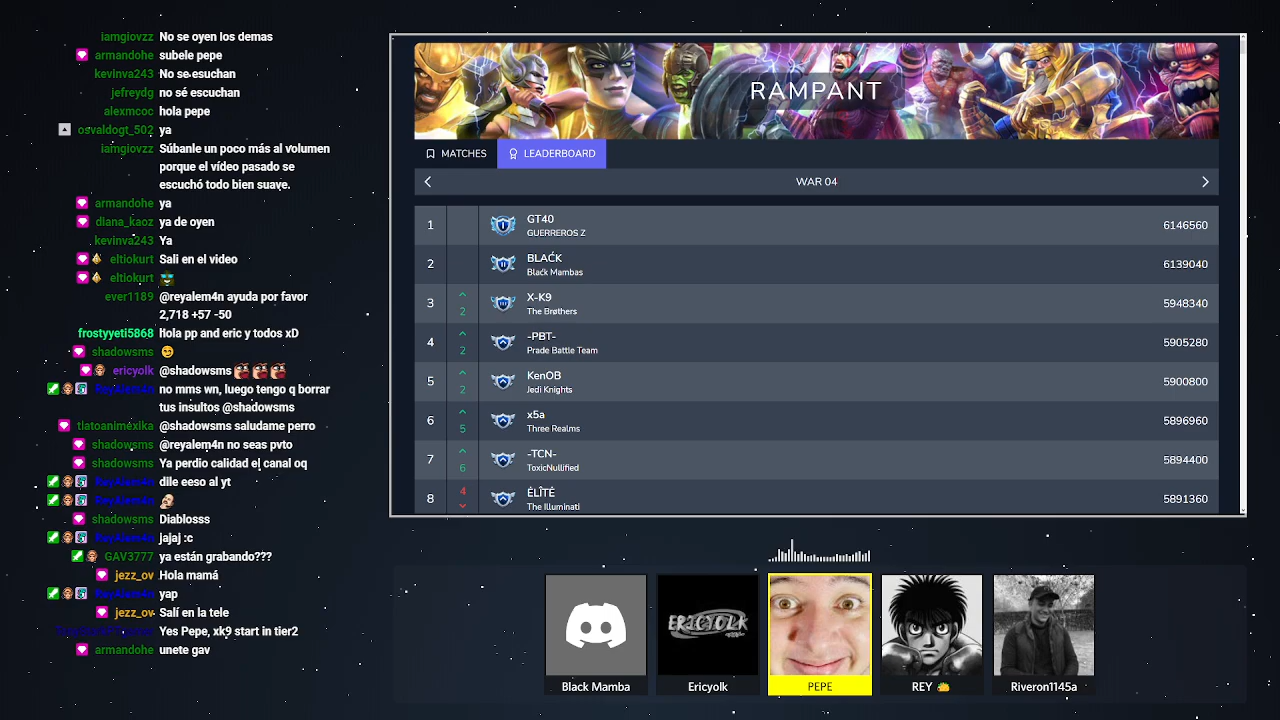 iamgiovzz No se oyen los demas
armandohe subele pepe
kevinva243 No se esuchan
jefreydg no sé escuchan
alexmcoc hola pepe
osvaldogt_502 ya
iamgiovzz Súbanle un poco más al volumen
porque el vídeo pasado se
escuchó todo bien suave.
armandohe ya
diana_kaoz ya de oyen
kevinva243 Ya
eltiokurt Sali en el video
eltiokurt
ever1189 @reyalem4n ayuda por favor
2,718 +57 -50
frostyyeti5868 hola pp and eric y todos xD
shadowsms
ericyolk @shadowsms
ReyAlem4n no mms wn, luego tengo q borrar
tus insultos @shadowsms
tlatoanimexika @shadowsms saludame perro
shadowsms @reyalem4n no seas pvto
shadowsms Ya perdio calidad el canal oq
ReyAlem4n dile eeso al yt
ReyAlem4n
shadowsms Diablosss
ReyAlem4n jajaj :c
GAV3777 ya están grabando???
jezz_ov Hola mamá
ReyAlem4n yap
jezz_ov Salí en la tele
Yes Pepe, xk9 start in tier2
armandohe unete gav
RAMPANT
MATCHES LEADERBOARD
WAR 04
1 GT40 6146560
GUERREROS Z
2 BLAĆK 6139040
Blaćk Mambas
3 2 X-K9 5948340
The Brøthers
4 2 -PBT- 5905280
Prade Battle Team
5 2 KenOB 5900800
Jedi Knights
6 5 x5a 5896960
Three Realms
7 6 -TCN- 5894400
ToxicNullified
8 4 ÉLÎTÉ 5891360
The Illuminati
ERICYOLK
Black Mamba Ericyolk PEPE REY 🌮 Riveron1145a